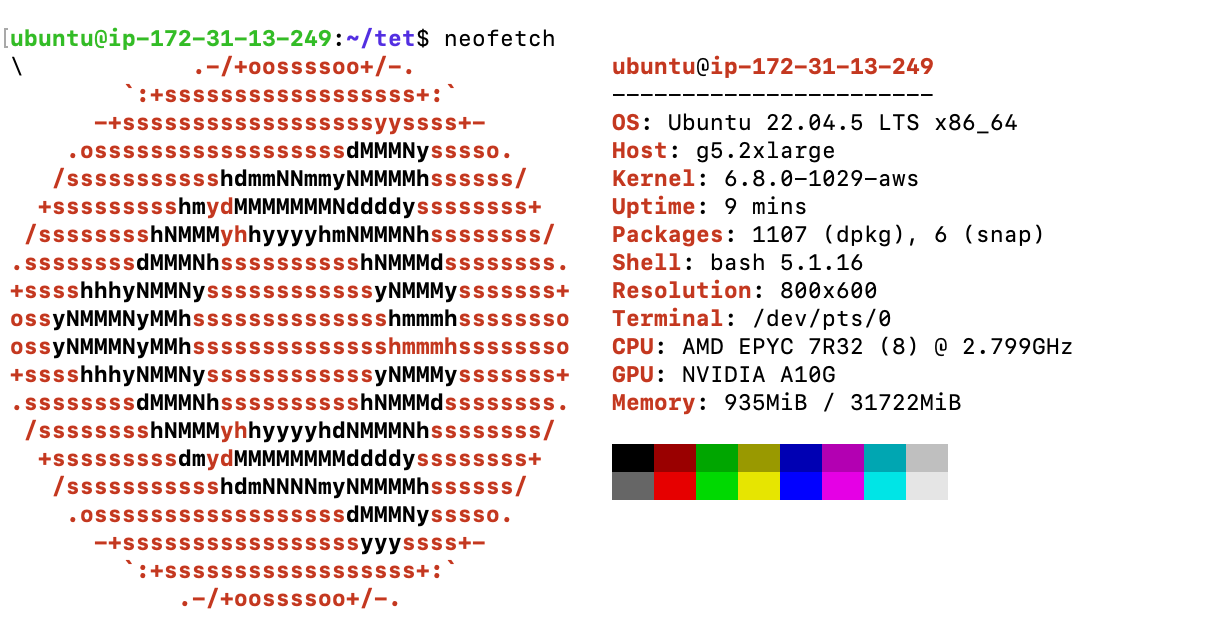 [ubuntu@ip-172-31-13-249:~/tet$ neofetch
\            .-/+oossssoo+/-.              ubuntu@ip-172-31-13-249
        `:+ssssssssssssssssss+:`           -----------------------
      -+ssssssssssssssssssyyssss+-         OS: Ubuntu 22.04.5 LTS x86_64
    .ossssssssssssssssssdMMMNysssso.       Host: g5.2xlarge
   /ssssssssssshdmmNNmmyNMMMMhssssss/      Kernel: 6.8.0-1029-aws
  +ssssssssshmydMMMMMMMNddddyssssssss+     Uptime: 9 mins
 /sssssssshNMMMyhhyyyyhmNMMMNhssssssss/    Packages: 1107 (dpkg), 6 (snap)
.ssssssssdMMMNhsssssssssshNMMMdssssssss.   Shell: bash 5.1.16
+sssshhhyNMMNyssssssssssssyNMMMysssssss+   Resolution: 800x600
ossyNMMMNyMMhsssssssssssssshmmmhssssssso   Terminal: /dev/pts/0
ossyNMMMNyMMhsssssssssssssshmmmhssssssso   CPU: AMD EPYC 7R32 (8) @ 2.799GHz
+sssshhhyNMMNyssssssssssssyNMMMysssssss+   GPU: NVIDIA A10G
.ssssssssdMMMNhsssssssssshNMMMdssssssss.   Memory: 935MiB / 31722MiB
 /sssssssshNMMMyhhyyyyhdNMMMNhssssssss/
  +sssssssssdmydMMMMMMMMddddyssssssss+
   /ssssssssssshdmNNNNmyNMMMMhssssss/
    .ossssssssssssssssssdMMMNysssso.
      -+sssssssssssssssssyyyssss+-
        `:+ssssssssssssssssss+:`
            .-/+oossssoo+/-.